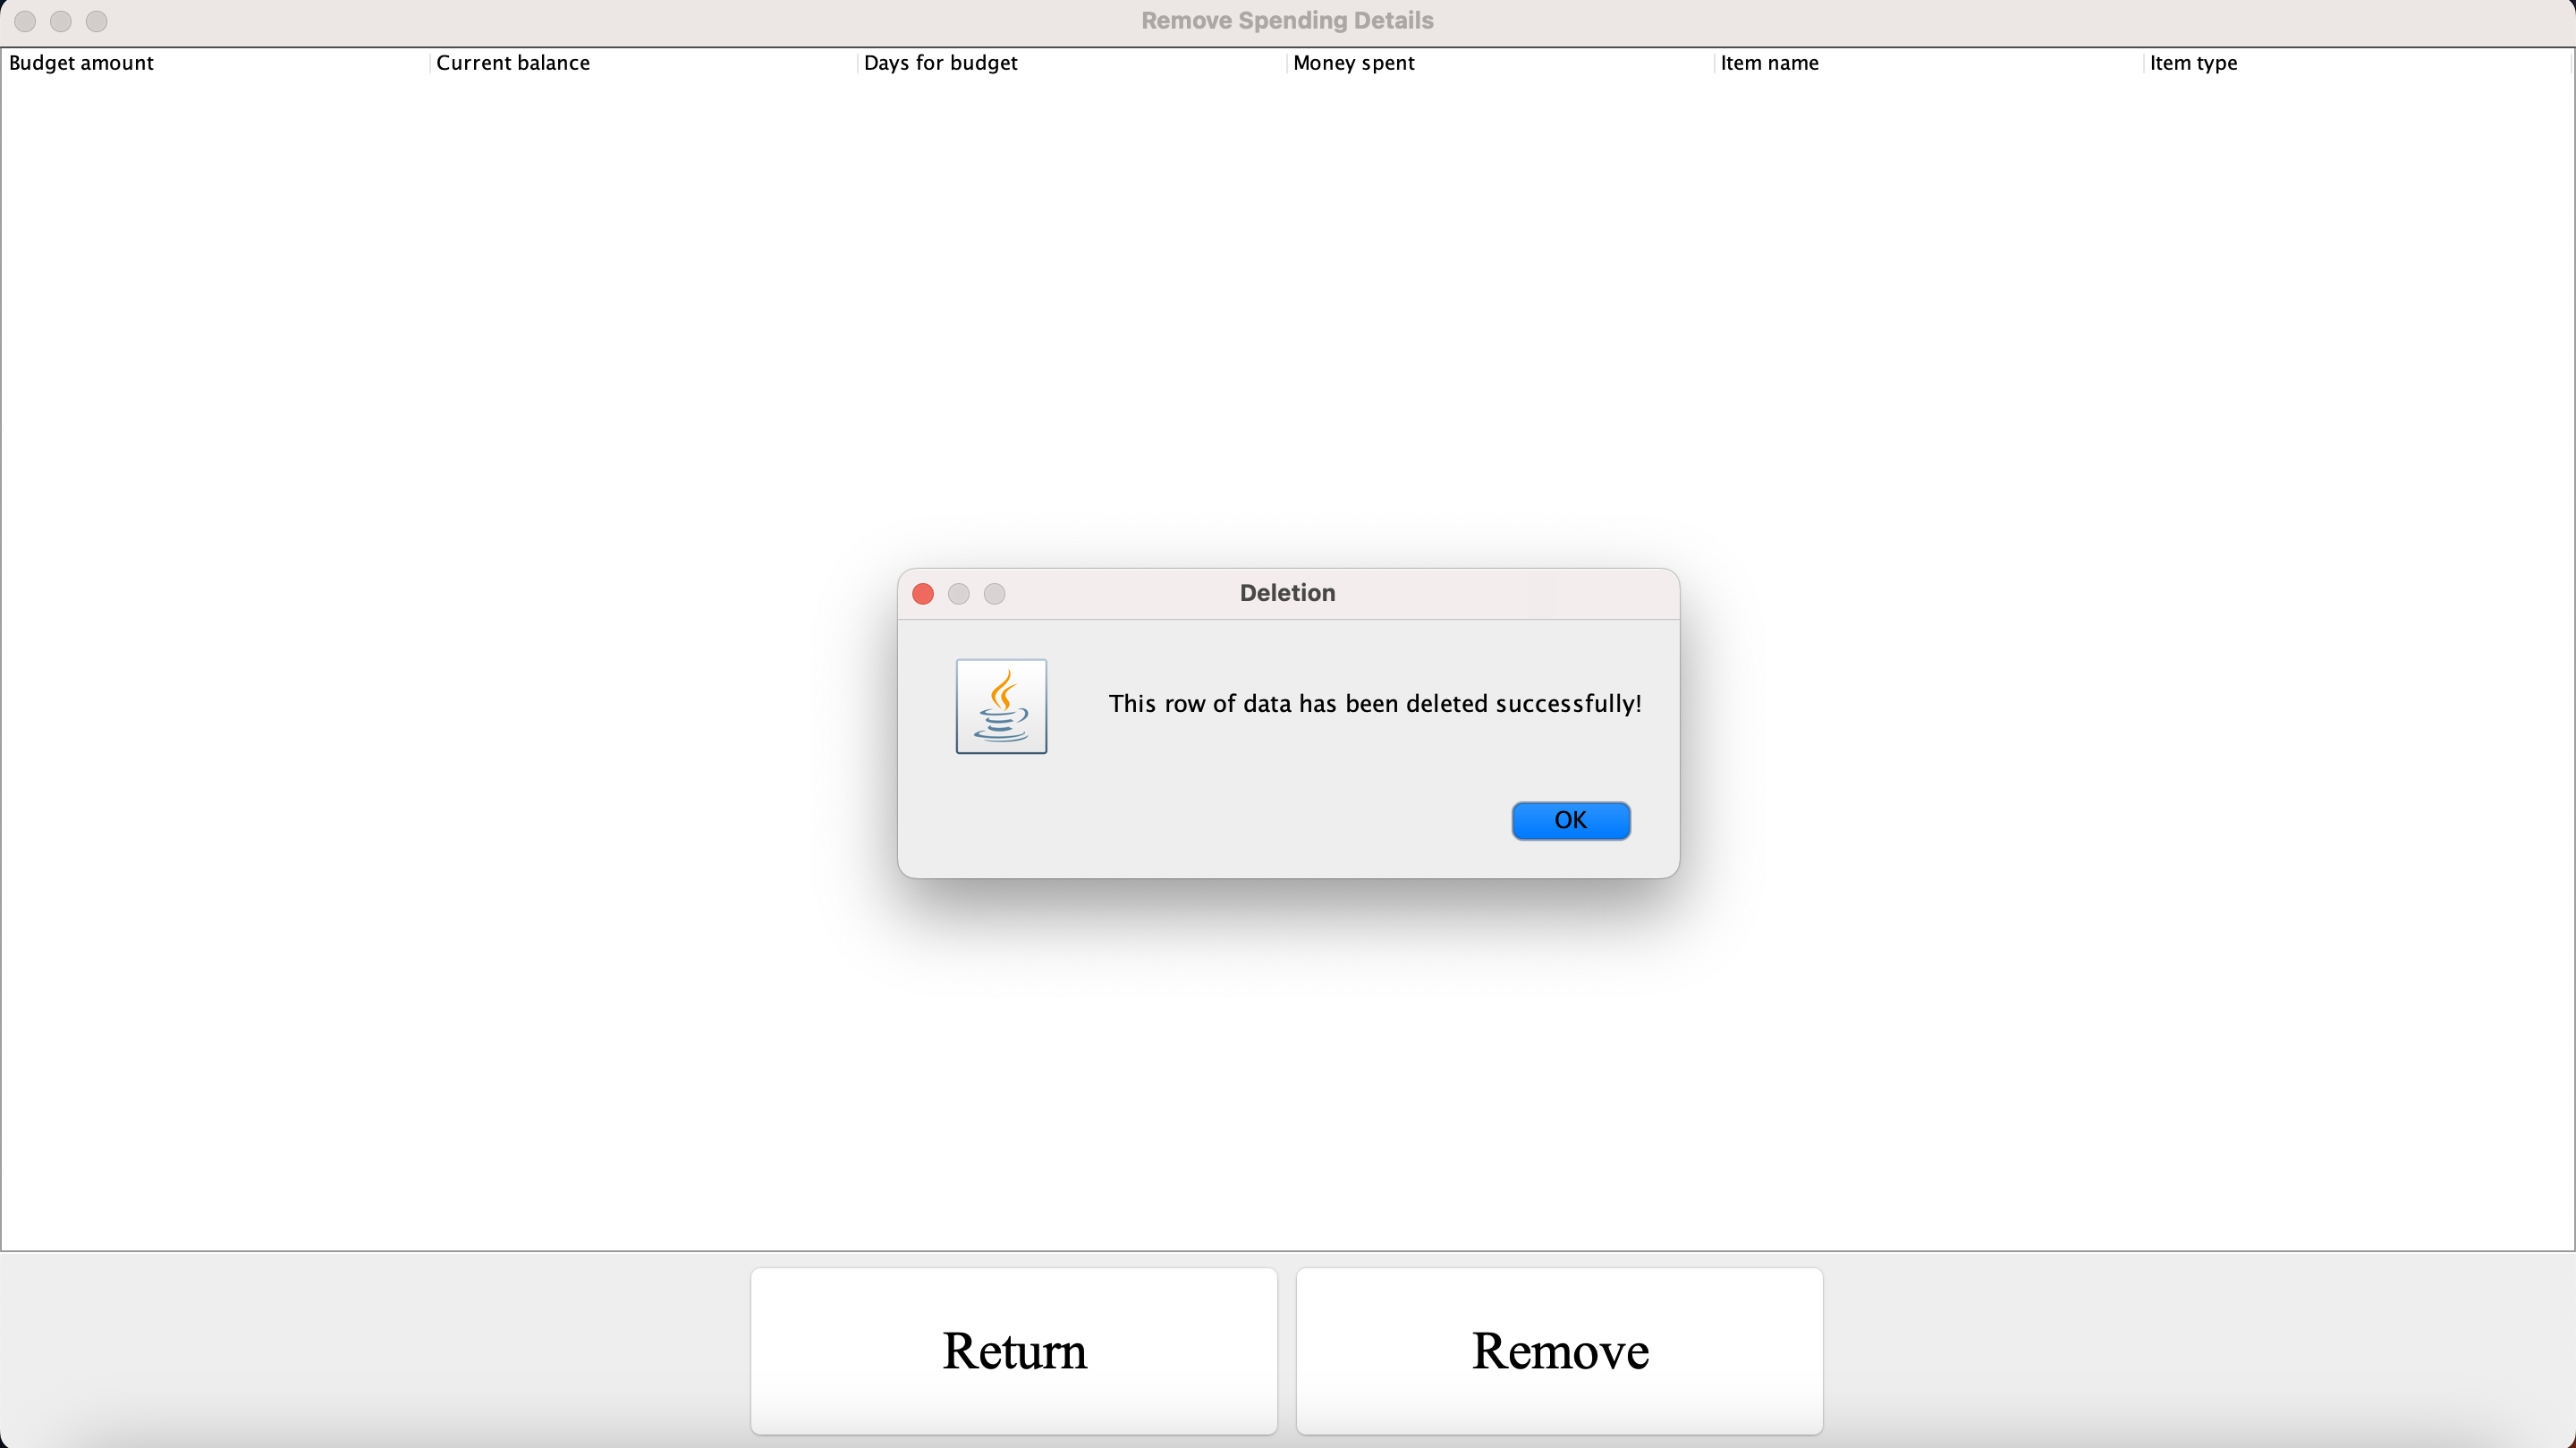 Remove Spending Details
Budget amount Current balance Days for budget Money spent Item name Item type
Deletion
This row of data has been deleted successfully!
OK
Return Remove